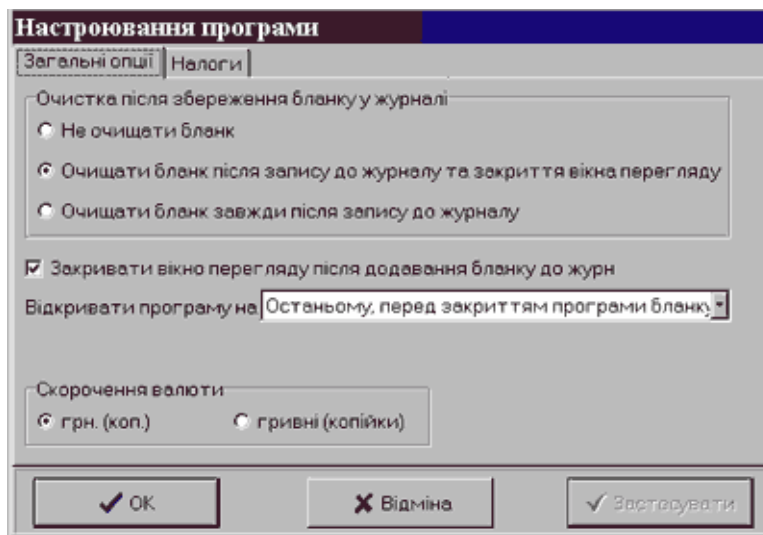 Настроювання програми
Загальні опції Налоги
Очистка після збереження бланку у журналі
Не очищати бланк
Очищати бланк після запису до журналу та закриття вікна перегляду
Очищати бланк завжди після запису до журналу
Закривати вікно перегляду після додавання бланку до журн
Відкривати програму на Останьому, перед закриттям програми бланку
Скорочення валюти
грн. (коп.) гривні (копійки)
OK Відміна Застосувати